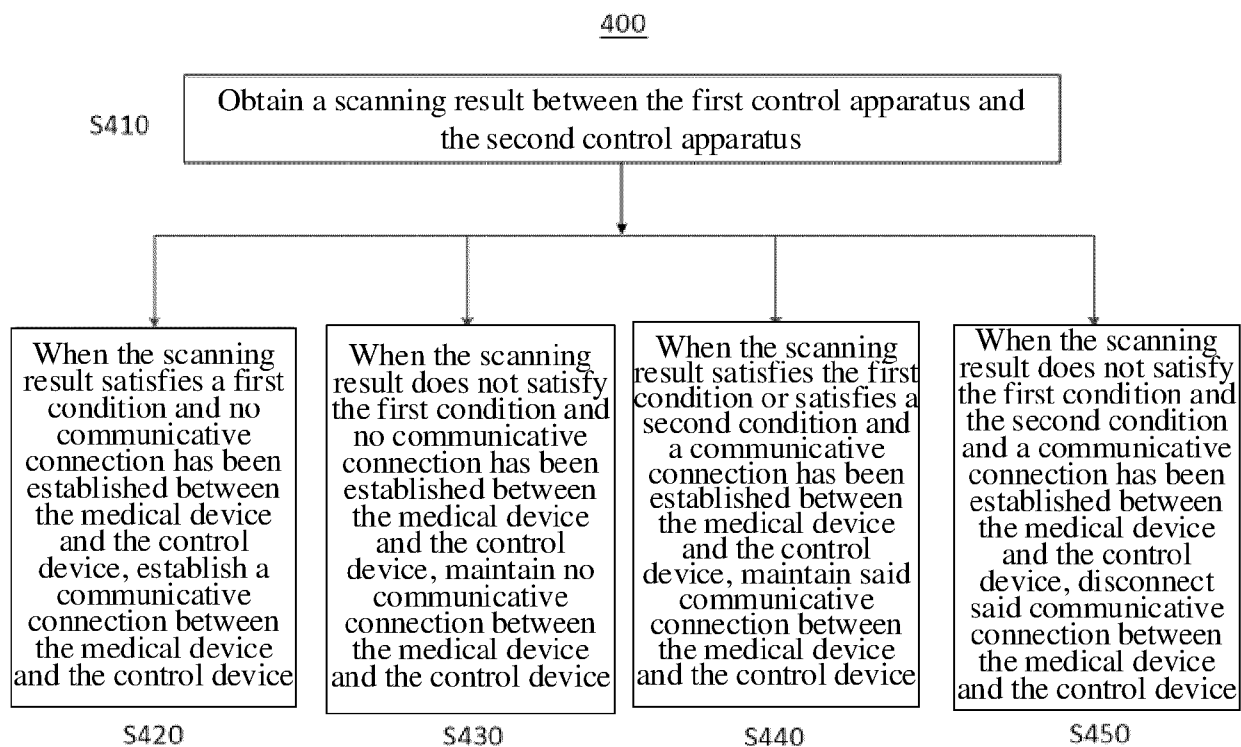 400
S410
Obtain a scanning result between the first control apparatus and
the second control apparatus
When the scanning
result satisfies a first
condition and no
communicative
connection has been
established between
the medical device
and the control
device, establish a
communicative
connection between
the medical device
and the control device
S420
When the scanning
result does not satisfy
the first condition and
no communicative
connection has been
established between
the medical device
and the control
device, maintain no
communicative
connection between
the medical device
and the control device
S430
When the scanning
result satisfies the first
condition or satisfies a
second condition and
a communicative
connection has been
established between
the medical device
and the control
device, maintain said
communicative
connection between
the medical device
and the control device
S440
When the scanning
result does not satisfy
the first condition and
the second condition
and a communicative
connection has been
established between
the medical device
and the control
device, disconnect
said communicative
connection between
the medical device
and the control device
S450